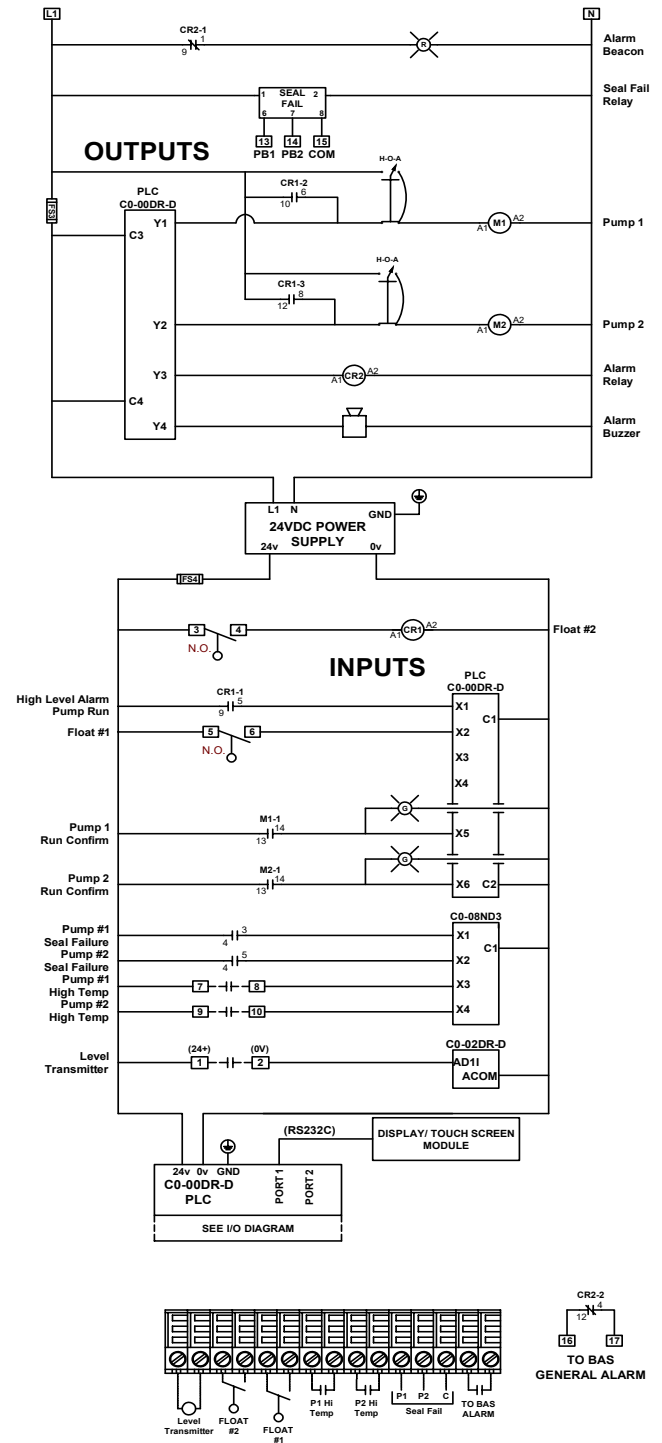 L1
N
CR2-1
1
9
R
Alarm
Beacon
1 SEAL 2
FAIL
6 7 8
Seal Fail
Relay
13 14 15
PB1 PB2 COM
OUTPUTS
H-O-A
PLC
C0-00DR-D
CR1-2
6
10
FS3
C3
Y1
A1 M1 A2
Pump 1
H-O-A
CR1-3
8
12
Y2
A1 M2 A2
Pump 2
Y3
A1 CR2 A2
Alarm
Relay
C4
Y4
Alarm
Buzzer
L1 N
GND
24VDC POWER
SUPPLY
24v 0v
FS4
3 4
N.O.
A1 CR1 A2
Float #2
INPUTS
PLC
C0-00DR-D
High Level Alarm
Pump Run
CR1-1
5
9
X1
C1
Float #1
5 6
N.O.
X2
X3
X4
G
Pump 1
Run Confirm
M1-1
14
13
X5
G
Pump 2
Run Confirm
M2-1
14
13
X6 C2
C0-08ND3
Pump #1
Seal Failure
3
4
X1
C1
Pump #2
Seal Failure
5
4
X2
Pump #1
High Temp
7 8
X3
Pump #2
High Temp
9 10
X4
C0-02DR-D
Level
Transmitter
(24+) (0V)
1 2
AD1I
ACOM
(RS232C)
DISPLAY/ TOUCH SCREEN
MODULE
24v 0v GND
C0-00DR-D
PLC
PORT 1
PORT 2
SEE I/O DIAGRAM
CR2-2
4
12
16 17
TO BAS
GENERAL ALARM
Level
Transmitter
FLOAT
#2
FLOAT
#1
P1 Hi
Temp
P2 Hi
Temp
P1 P2 C
Seal Fail
TO BAS
ALARM